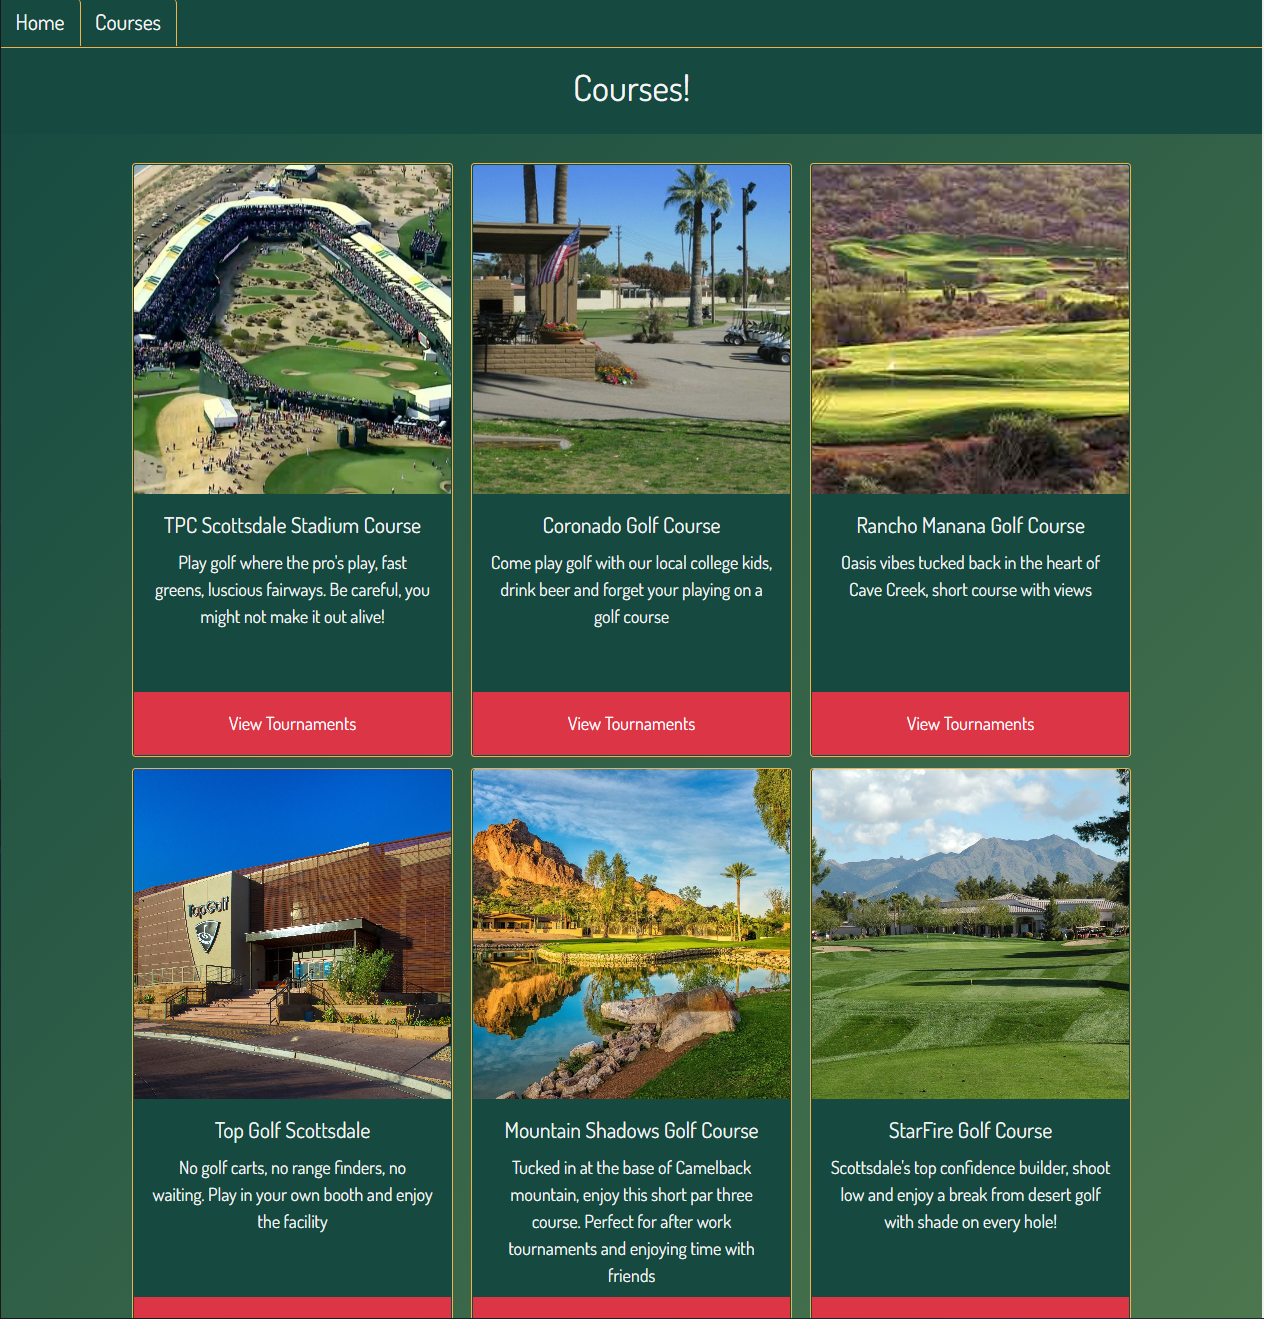 Home
Courses
Courses!
TPC Scottsdale Stadium Course
Play golf where the pro's play, fast
greens, luscious fairways. Be careful, you
might not make it out alive!
View Tournaments
Coronado Golf Course
Come play golf with our local college kids,
drink beer and forget your playing on a
golf course
View Tournaments
Rancho Manana Golf Course
Oasis vibes tucked back in the heart of
Cave Creek, short course with views
View Tournaments
TopGolf
Top Golf Scottsdale
No golf carts, no range finders, no
waiting. Play in your own booth and enjoy
the facility
Mountain Shadows Golf Course
Tucked in at the base of Camelback
mountain, enjoy this short par three
course. Perfect for after work
tournaments and enjoying time with
friends
StarFire Golf Course
Scottsdale's top confidence builder, shoot
low and enjoy a break from desert golf
with shade on every hole!